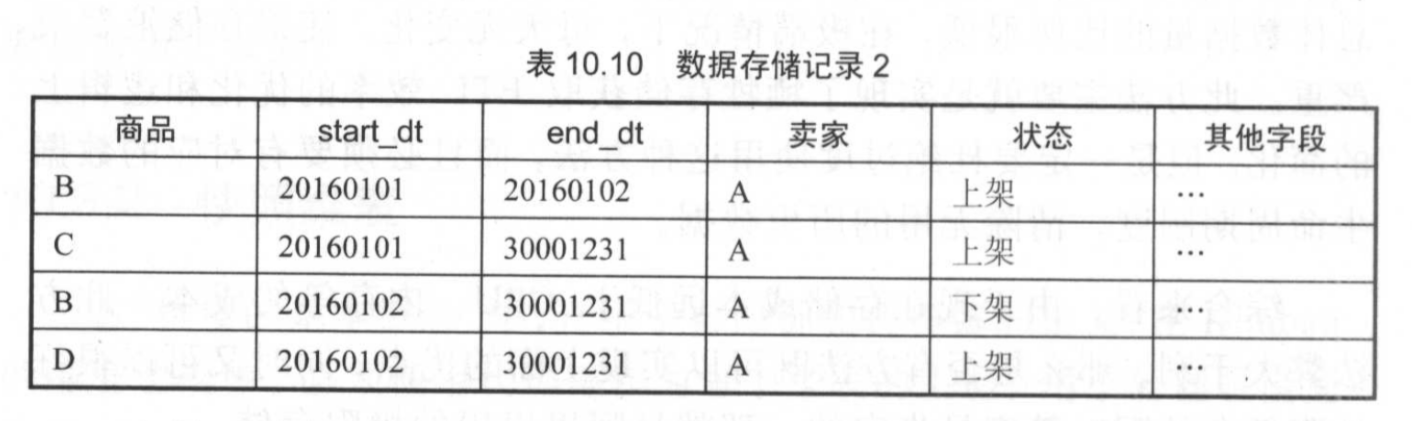 表 10.10 数据存储记录 2
商品 start_dt end_dt 卖家 状态 其他字段
B 20160101 20160102 A 上架 …
C 20160101 30001231 A 上架 …
B 20160102 30001231 A 下架 …
D 20160102 30001231 A 上架 …